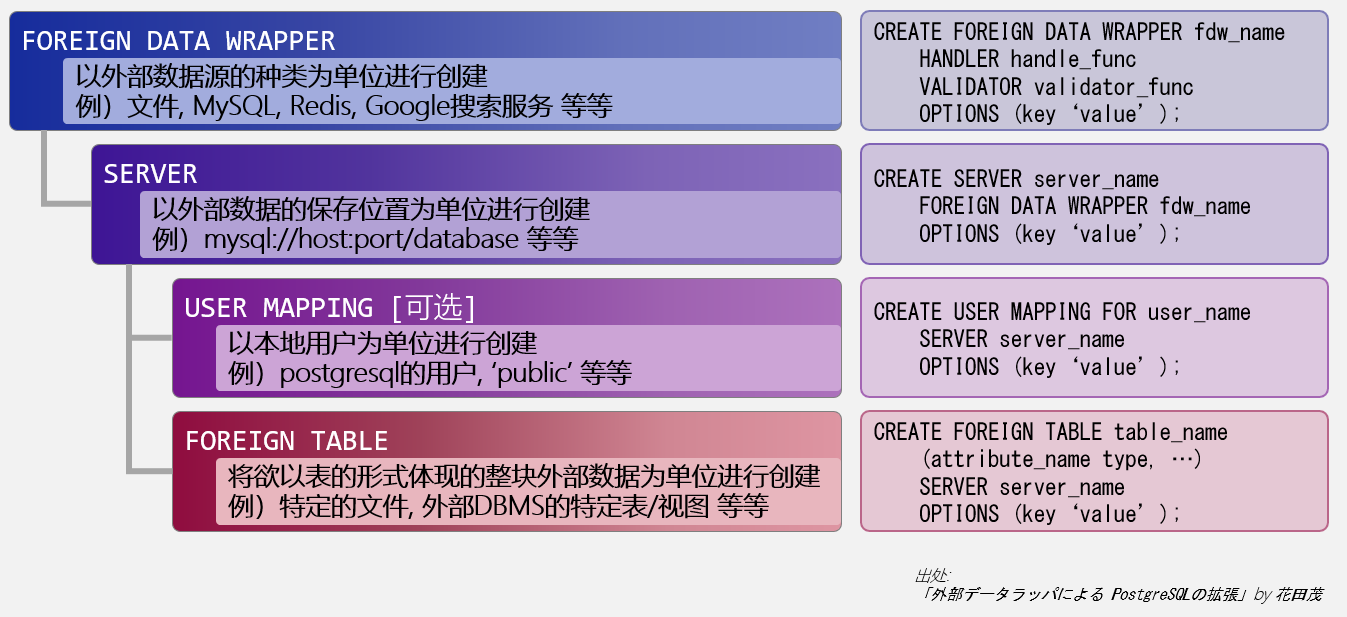 FOREIGN DATA WRAPPER
以外部数据源的种类为单位进行创建
例）文件, MySQL, Redis, Google搜索服务 等等
CREATE FOREIGN DATA WRAPPER fdw_name
HANDLER handle_func
VALIDATOR validator_func
OPTIONS (key ‘value’);
SERVER
以外部数据的保存位置为单位进行创建
例）mysql://host:port/database 等等
CREATE SERVER server_name
FOREIGN DATA WRAPPER fdw_name
OPTIONS (key ‘value’);
USER MAPPING [可选]
以本地用户为单位进行创建
例）postgresql的用户, ‘public’ 等等
CREATE USER MAPPING FOR user_name
SERVER server_name
OPTIONS (key ‘value’);
FOREIGN TABLE
将欲以表的形式体现的整块外部数据为单位进行创建
例）特定的文件, 外部DBMS的特定表/视图 等等
CREATE FOREIGN TABLE table_name
(attribute_name type, …)
SERVER server_name
OPTIONS (key ‘value’);
出处:
「外部データラッパによる PostgreSQLの拡張」by 花田茂